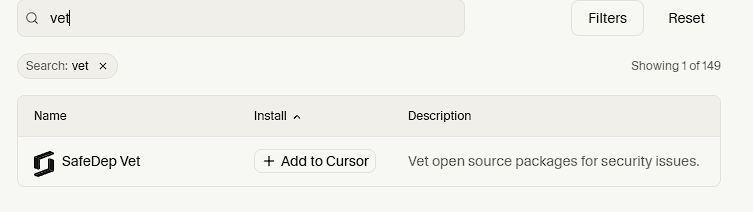 vet
Filters
Reset
Search: vet ×
Showing 1 of 149
Name
Install
Description
SafeDep Vet
+ Add to Cursor
Vet open source packages for security issues.